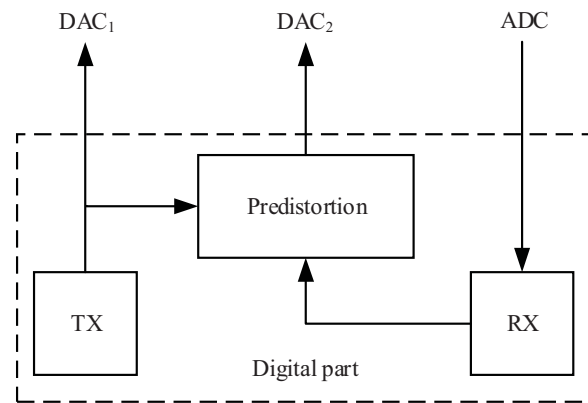 DAC₁
DAC₂
ADC
Predistortion
TX
RX
Digital part